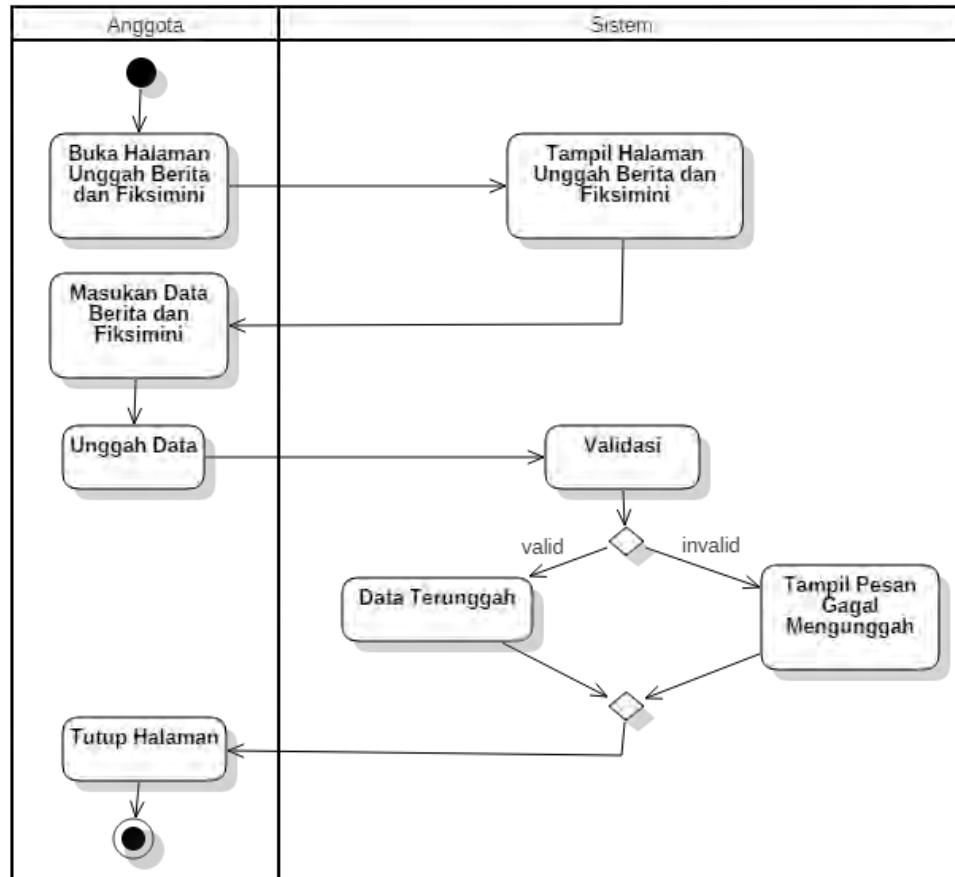 Anggota
Sistem
Buka Halaman
Unggah Berita
dan Fiksimini
Tampil Halaman
Unggah Berita dan
Fiksimini
Masukan Data
Berita dan
Fiksimini
Unggah Data
Validasi
valid
invalid
Data Terunggah
Tampil Pesan
Gagal
Mengunggah
Tutup Halaman